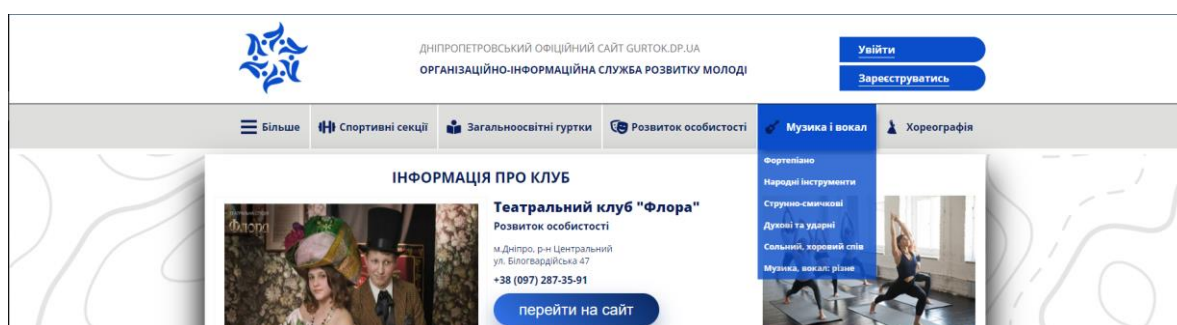 ДНІПРОПЕТРОВСЬКИЙ ОФІЦІЙНИЙ САЙТ GURTOK.DP.UA
ОРГАНІЗАЦІЙНО-ІНФОРМАЦІЙНА СЛУЖБА РОЗВИТКУ МОЛОДІ
Увійти
Зареєструватись
Більше
Спортивні секції
Загальноосвітні гуртки
Розвиток особистості
Музика і вокал
Хореографія
Фортепіано
Народні інструменти
Струнно-смичкові
Духові та ударні
Сольний, хоровий спів
Музика, вокал: різне
ІНФОРМАЦІЯ ПРО КЛУБ
Флора
Театральний клуб "Флора"
Розвиток особистості
м.Дніпро, р-н Центральний
ул. Білогвардійська 47
+38 (097) 287-35-91
перейти на сайт